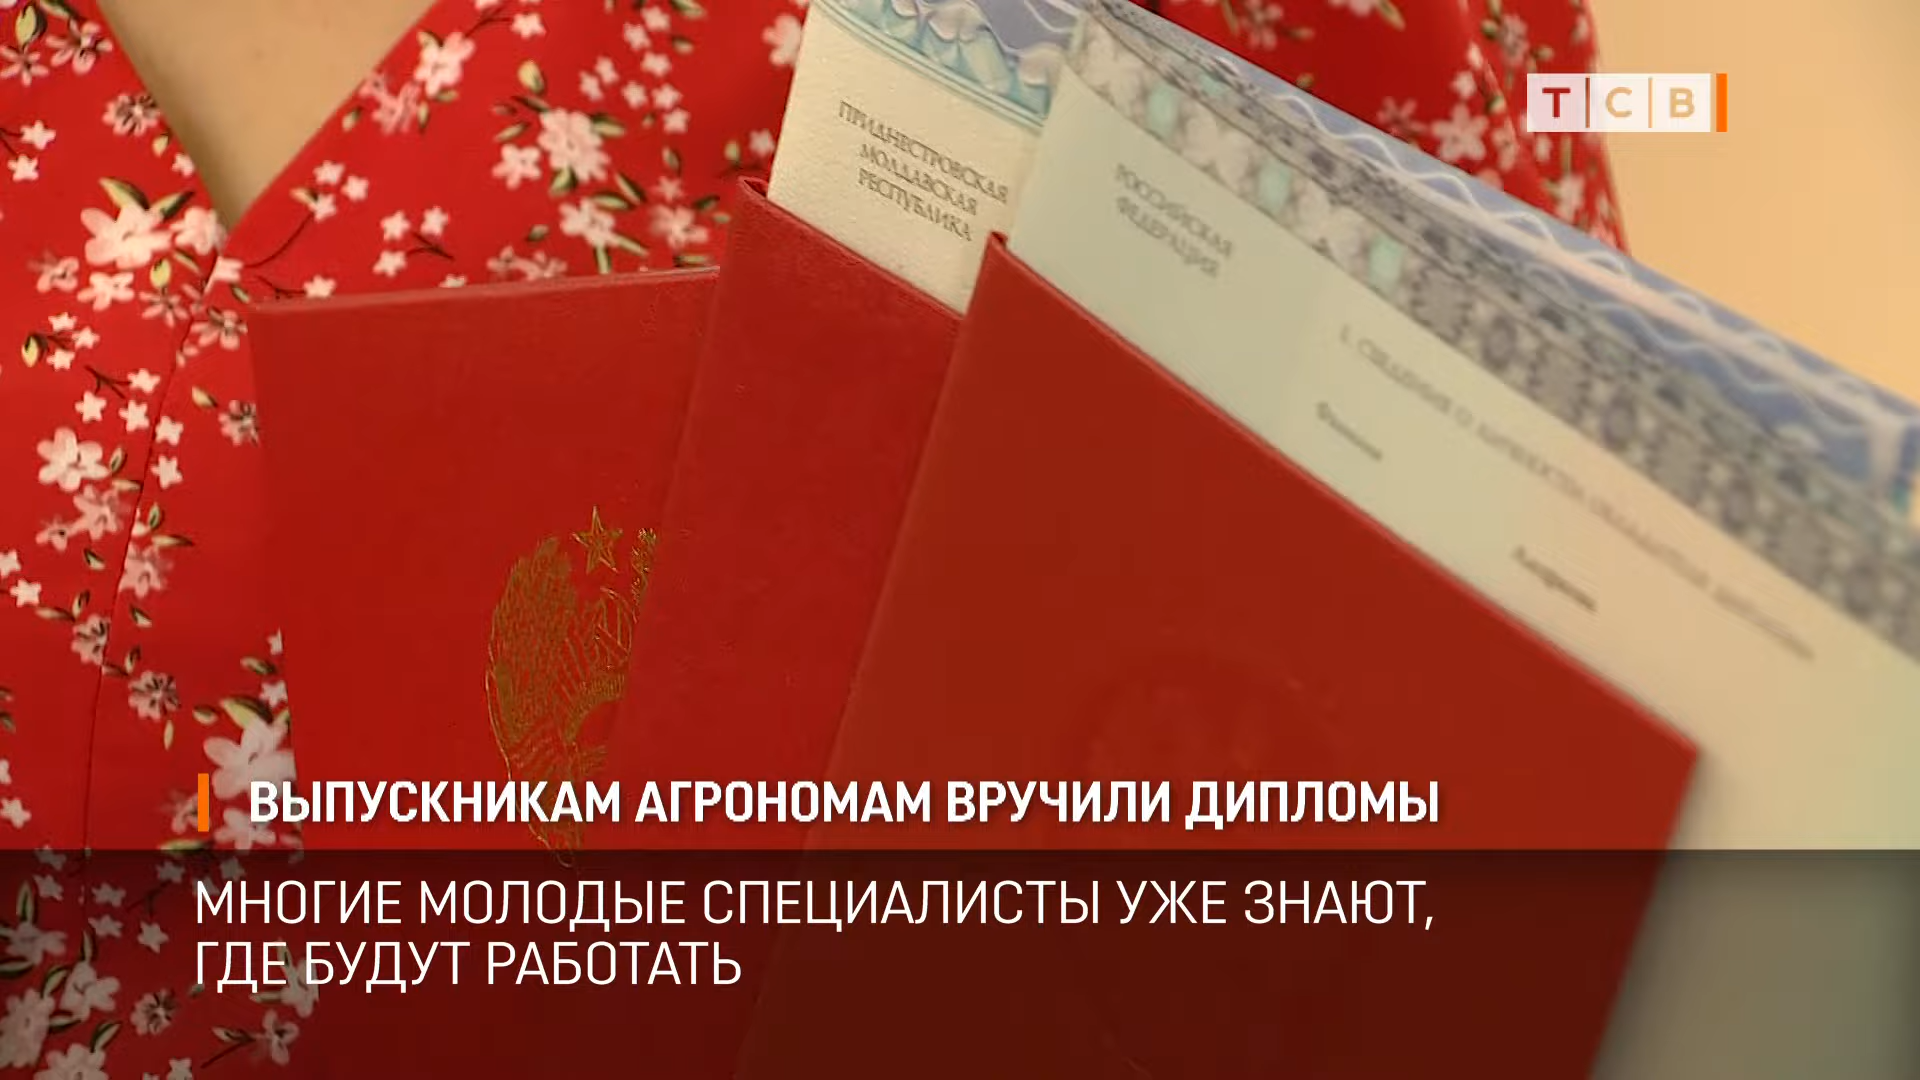 ТСВ
ПРИДНЕСТРОВСКАЯ
МОЛДАВСКАЯ
РЕСПУБЛИКА
РОССИЙСКАЯ
ФЕДЕРАЦИЯ
ВЫПУСКНИКАМ АГРОНОМАМ ВРУЧИЛИ ДИПЛОМЫ
МНОГИЕ МОЛОДЫЕ СПЕЦИАЛИСТЫ УЖЕ ЗНАЮТ,
ГДЕ БУДУТ РАБОТАТЬ